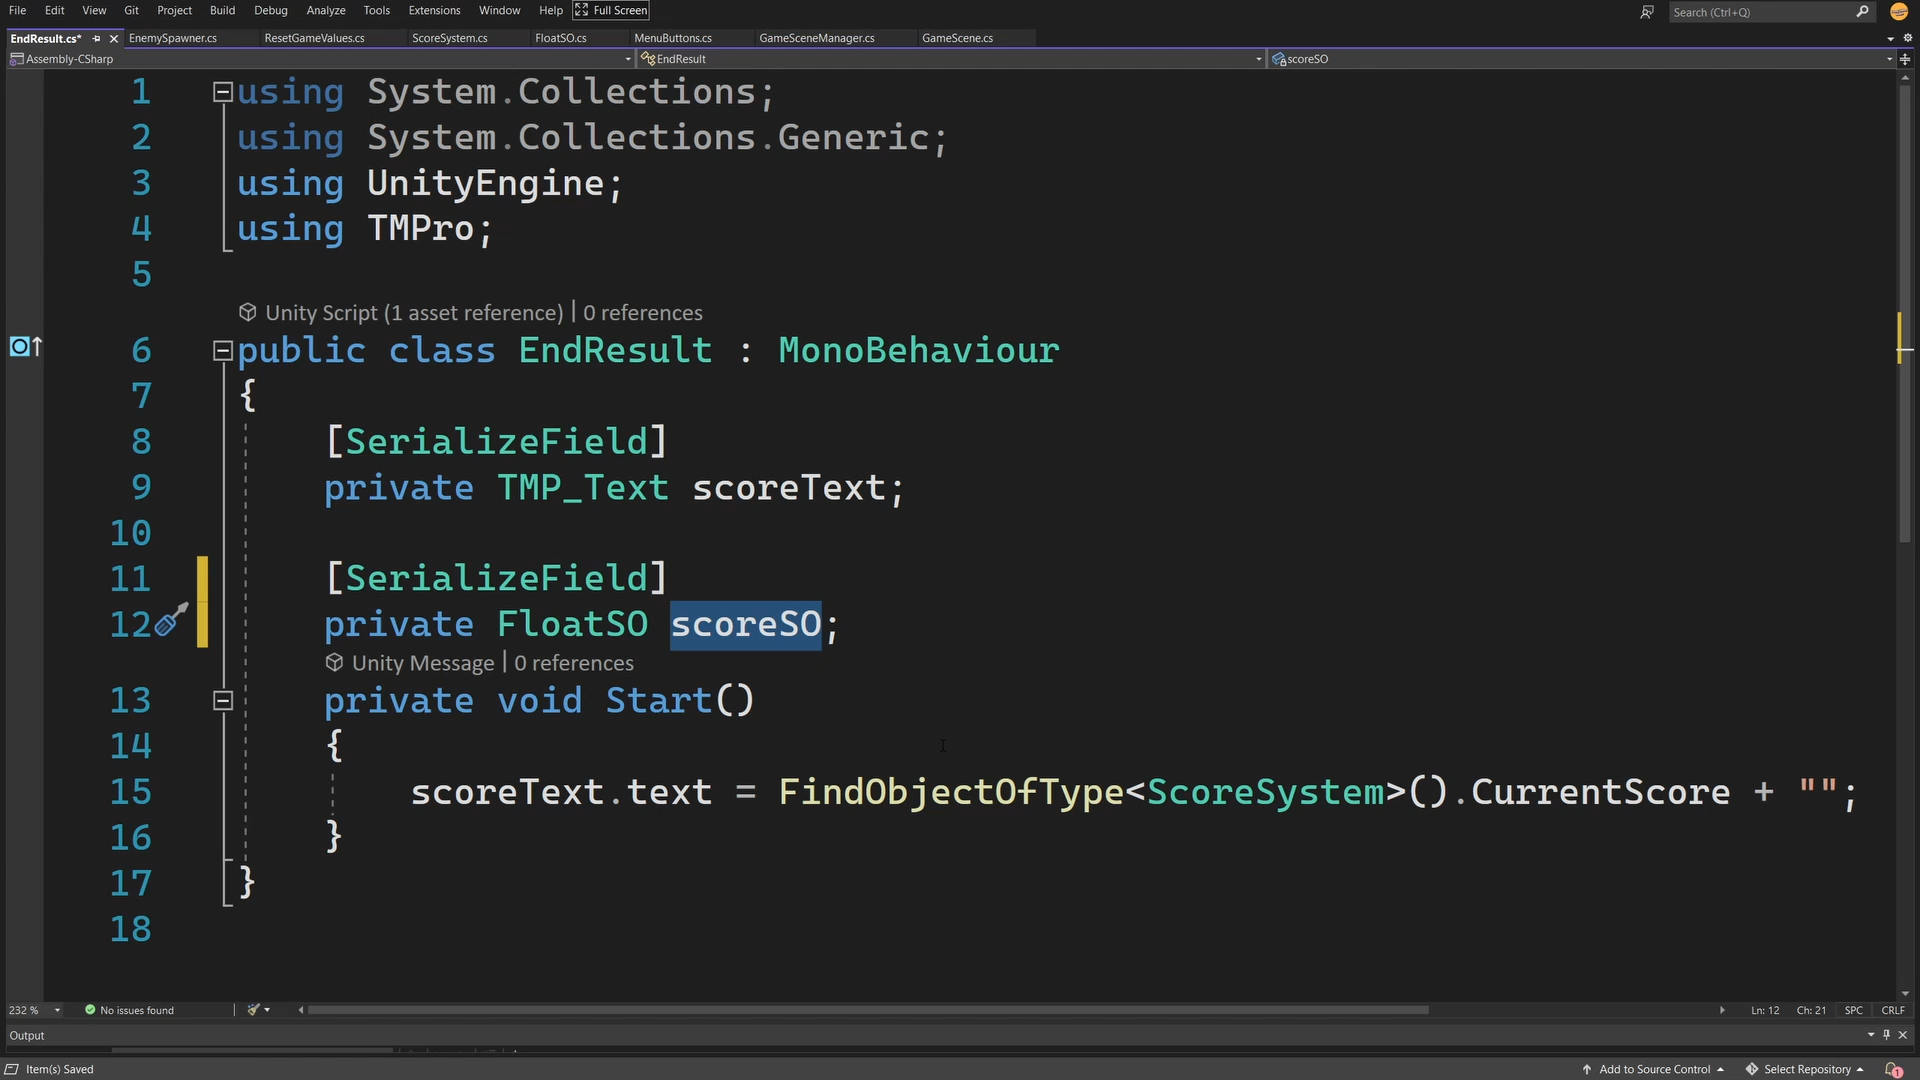 File Edit View Git Project Build Debug Analyze Tools Extensions Window Help Full Screen Search (Ctrl+Q)
EndResult.cs* EnemySpawner.cs ResetGameValues.cs ScoreSystem.cs FloatSO.cs MenuButtons.cs GameSceneManager.cs GameScene.cs
Assembly-CSharp EndResult scoreSO
1 using System.Collections;
2 using System.Collections.Generic;
3 using UnityEngine;
4 using TMPro;
5
Unity Script (1 asset reference) | 0 references
6 public class EndResult : MonoBehaviour
7 {
8 [SerializeField]
9 private TMP_Text scoreText;
10
11 [SerializeField]
12 private FloatSO scoreSO;
Unity Message | 0 references
13 private void Start()
14 {
15 scoreText.text = FindObjectOfType<ScoreSystem>().CurrentScore + "";
16 }
17 }
18
232 % No issues found Ln: 12 Ch: 21 SPC CRLF
Output
Item(s) Saved Add to Source Control Select Repository 1